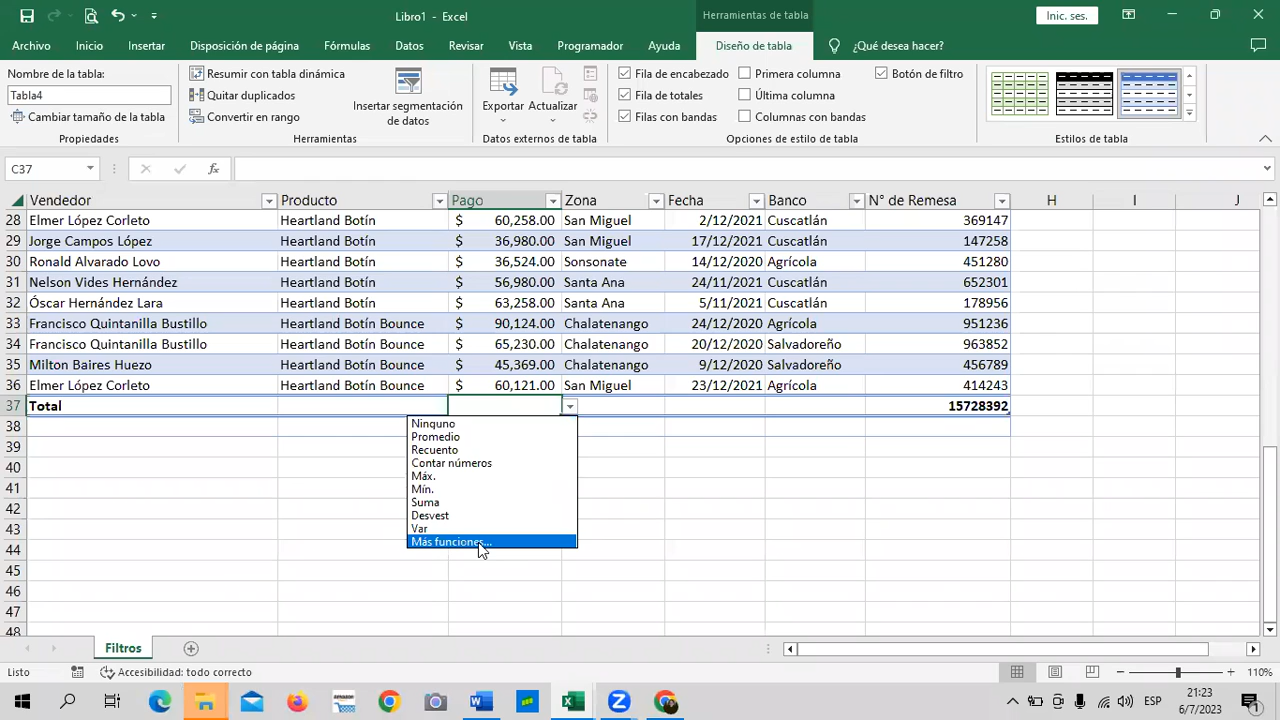 Libro1 - Excel
Herramientas de tabla
Inic. ses.
Archivo Inicio Insertar Disposición de página Fórmulas Datos Revisar Vista Programador Ayuda Diseño de tabla ¿Qué desea hacer?
Nombre de la tabla:
Tabla4
Cambiar tamaño de la tabla
Propiedades
Resumir con tabla dinámica
Quitar duplicados
Convertir en rango
Insertar segmentación
de datos
Herramientas
Exportar Actualizar
Datos externos de tabla
Fila de encabezado Primera columna Botón de filtro
Fila de totales Última columna
Filas con bandas Columnas con bandas
Opciones de estilo de tabla
Estilos de tabla
C37 fx
Vendedor Producto Pago Zona Fecha Banco N° de Remesa H I J
28 Elmer López Corleto Heartland Botín $ 60,258.00 San Miguel 2/12/2021 Cuscatlán 369147
29 Jorge Campos López Heartland Botín $ 36,980.00 San Miguel 17/12/2021 Cuscatlán 147258
30 Ronald Alvarado Lovo Heartland Botín $ 36,524.00 Sonsonate 14/12/2020 Agrícola 451280
31 Nelson Vides Hernández Heartland Botín $ 56,980.00 Santa Ana 24/11/2021 Cuscatlán 652301
32 Óscar Hernández Lara Heartland Botín $ 63,258.00 Santa Ana 5/11/2021 Cuscatlán 178956
33 Francisco Quintanilla Bustillo Heartland Botín Bounce $ 90,124.00 Chalatenango 24/12/2020 Agrícola 951236
34 Francisco Quintanilla Bustillo Heartland Botín Bounce $ 65,230.00 Chalatenango 20/12/2020 Salvadoreño 963852
35 Milton Baires Huezo Heartland Botín Bounce $ 45,369.00 Chalatenango 9/12/2020 Salvadoreño 456789
36 Elmer López Corleto Heartland Botín Bounce $ 60,121.00 San Miguel 23/12/2021 Agrícola 414243
37 Total 15728392
38
39
40
41
42
43
44
45
46
47
48
Ninguno
Promedio
Recuento
Contar números
Máx.
Mín.
Suma
Desvest
Var
Más funciones...
Filtros
Listo Accesibilidad: todo correcto 110%
ESP 21:23
6/7/2023